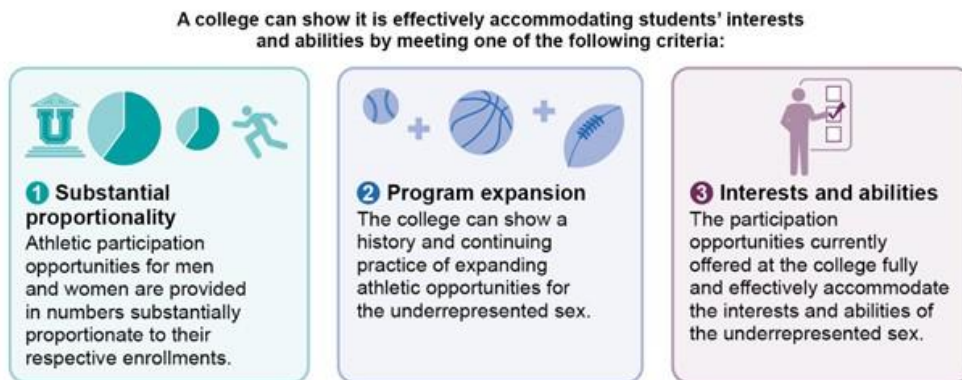 A college can show it is effectively accommodating students' interests
and abilities by meeting one of the following criteria:
U
1 Substantial
proportionality
Athletic participation
opportunities for men
and women are provided
in numbers substantially
proportionate to their
respective enrollments.
2 Program expansion
The college can show a
history and continuing
practice of expanding
athletic opportunities for
the underrepresented sex.
3 Interests and abilities
The participation
opportunities currently
offered at the college fully
and effectively accommodate
the interests and abilities
of the underrepresented sex.